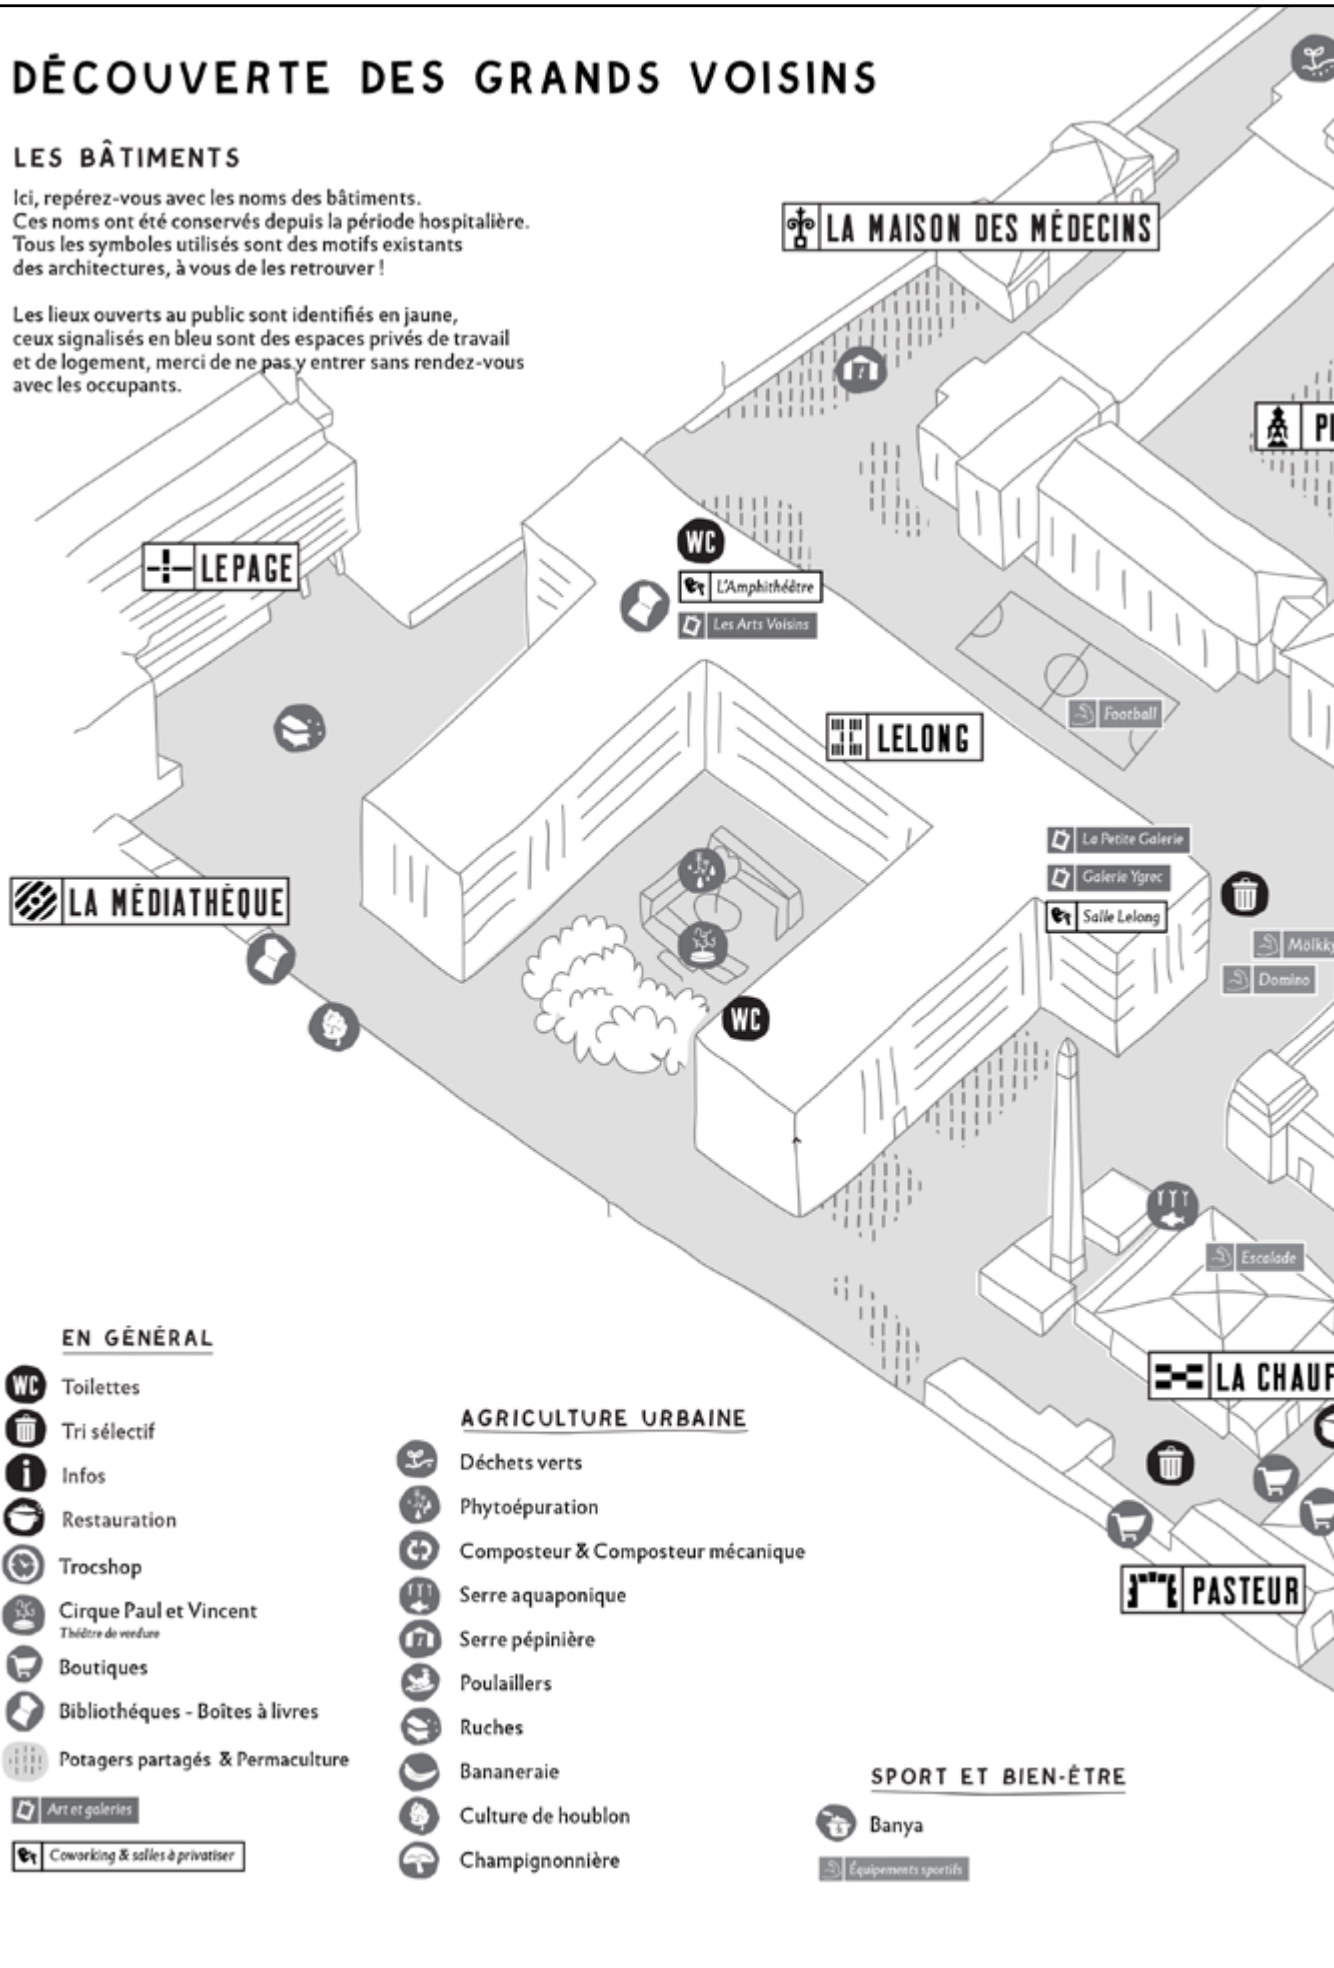 DÉCOUVERTE DES GRANDS VOISINS
LES BÂTIMENTS
Ici, repérez-vous avec les noms des bâtiments.
Ces noms ont été conservés depuis la période hospitalière.
Tous les symboles utilisés sont des motifs existants
des architectures, à vous de les retrouver !
Les lieux ouverts au public sont identifiés en jaune,
ceux signalisés en bleu sont des espaces privés de travail
et de logement, merci de ne pas y entrer sans rendez-vous
avec les occupants.
LA MAISON DES MÉDECINS
LEPAGE
WC
L'Amphithéâtre
Les Arts Voisins
LELONG
Football
La Petite Galerie
Galerie Ygrec
Salle Lelong
Mölkky
Domino
LA MÉDIATHÈQUE
WC
Escalade
LA CHAUF
PASTEUR
EN GÉNÉRAL
WC Toilettes
Tri sélectif
Infos
Restauration
Trocshop
Cirque Paul et Vincent
Théâtre de verdure
Boutiques
Bibliothéques - Boîtes à livres
Potagers partagés & Permaculture
Art et galeries
Coworking & salles à privatiser
AGRICULTURE URBAINE
Déchets verts
Phytoépuration
Composteur & Composteur mécanique
Serre aquaponique
Serre pépinière
Poulaillers
Ruches
Bananeraie
Culture de houblon
Champignonnière
SPORT ET BIEN-ÊTRE
Banya
Équipements sportifs